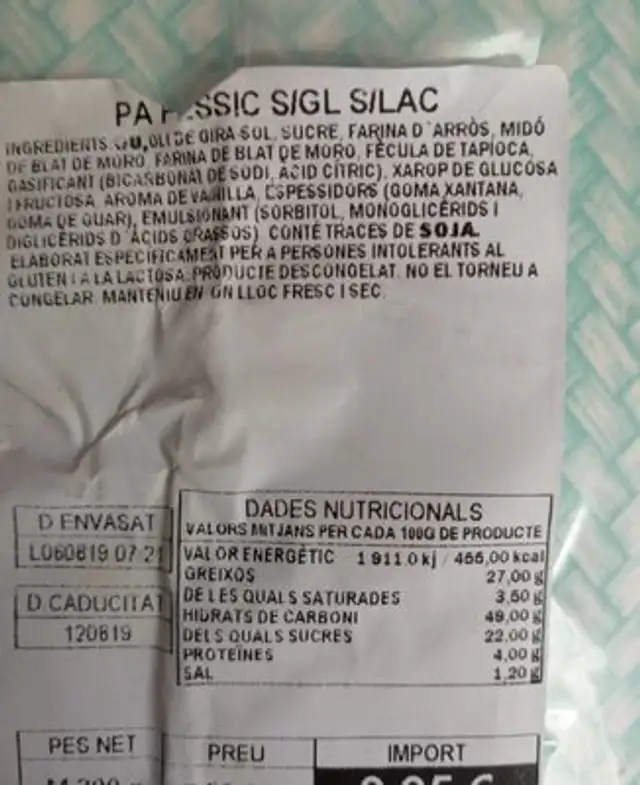 PA PESSIC S/GL S/LAC
INGREDIENTS: OU, OLI DE GIRA-SOL, SUCRE, FARINA D´ARRÒS, MIDÓ
DE BLAT DE MORO, FARINA DE BLAT DE MORO, FÈCULA DE TAPIOCA,
GASIFICANT (BICARBONAT DE SODI, ÀCID CÍTRIC), XAROP DE GLUCOSA
I FRUCTOSA, AROMA DE VAINILLA, ESPESSIDORS (GOMA XANTANA,
GOMA DE GUAR), EMULSIONANT (SORBITOL, MONOGLICÈRIDS I
DIGLICÈRIDS D´ÀCIDS GRASSOS). CONTÉ TRACES DE SOJA.
ELABORAT ESPECIFICAMENT PER A PERSONES INTOLERANTS AL
GLUTEN I A LA LACTOSA. PRODUCTE DESCONGELAT. NO EL TORNEU A
CONGELAR. MANTENIU EN UN LLOC FRESC I SEC.
DADES NUTRICIONALS
VALORS MITJANS PER CADA 100G DE PRODUCTE
VALOR ENERGÈTIC 1911.0 kj / 455,00 kcal
GREIXOS 27,00 g
DE LES QUALS SATURADES 3,50 g
HIDRATS DE CARBONI 49,00 g
DELS QUALS SUCRES 22,00 g
PROTEÏNES 4,00 g
SAL 1,20 g
D.ENVASAT
L060819 07:21
D.CADUCITAT
120819
PES NET
PREU
IMPORT